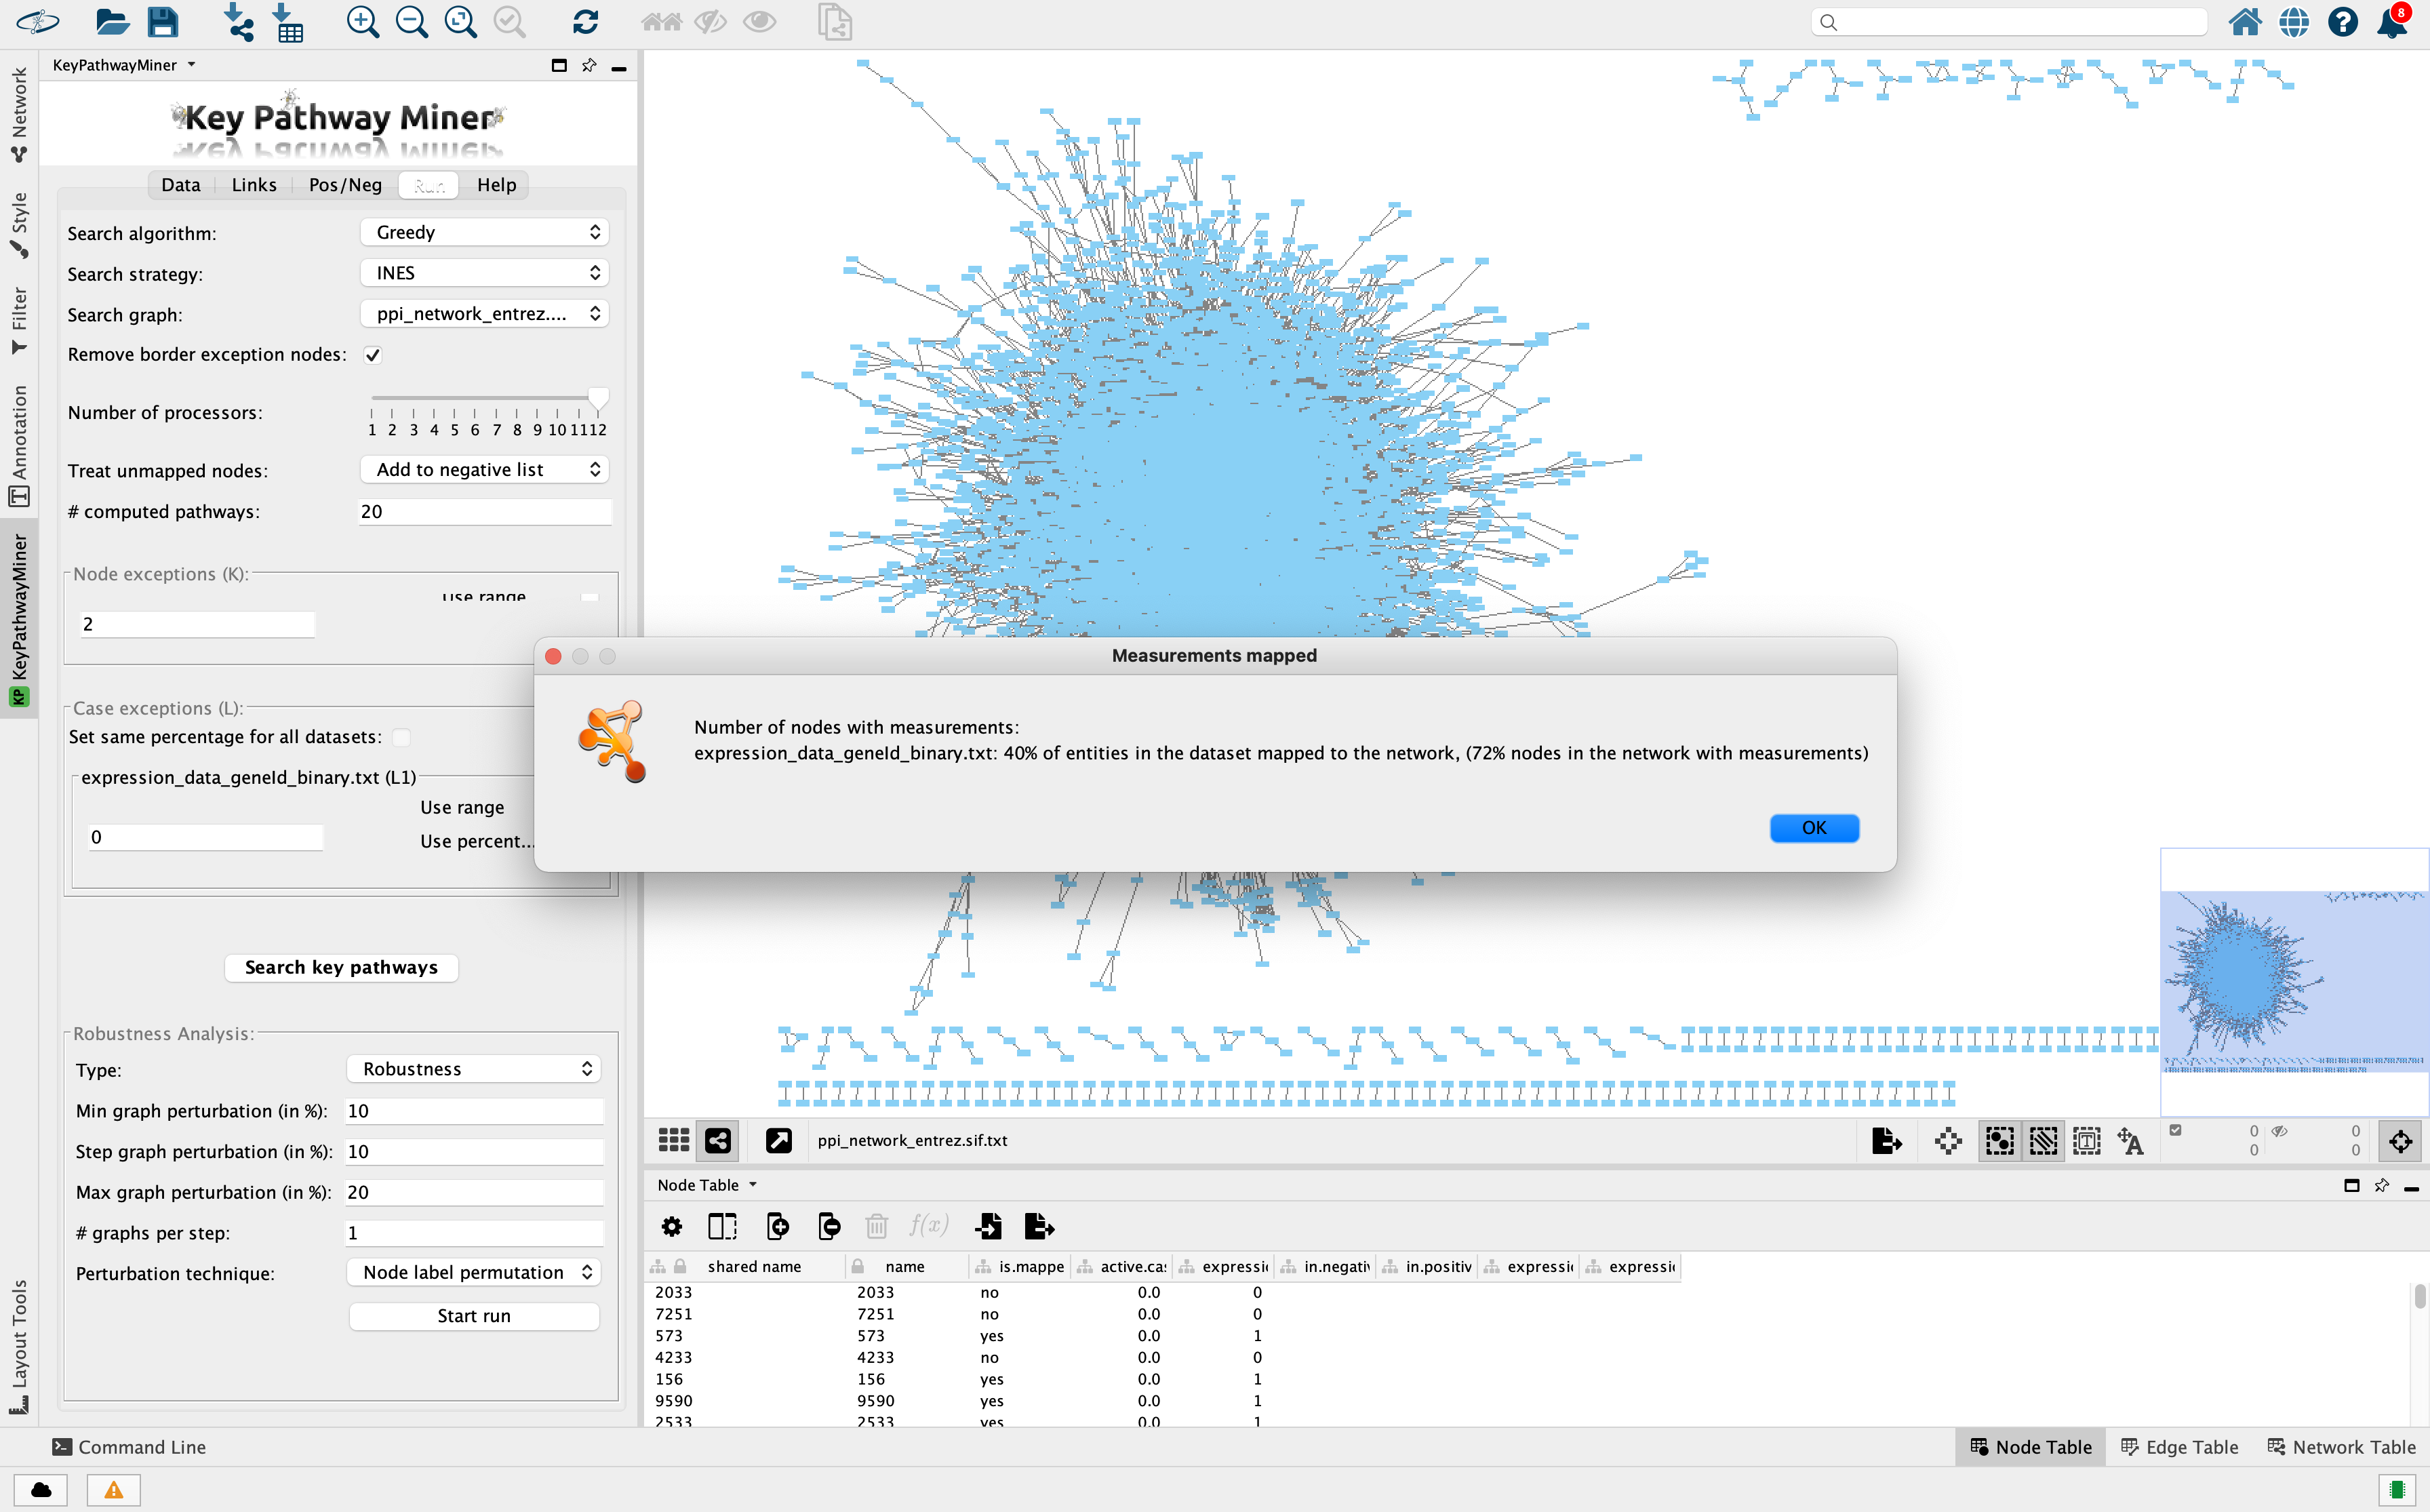 8
KeyPathwayMiner
Key Pathway Miner
Data
Links
Pos/Neg
Run
Help
Search algorithm:
Greedy
Search strategy:
INES
Search graph:
ppi_network_entrez....
Remove border exception nodes:
Number of processors:
1 2 3 4 5 6 7 8 9 10 11 12
Treat unmapped nodes:
Add to negative list
# computed pathways:
20
Node exceptions (K):
use range
2
Case exceptions (L):
Set same percentage for all datasets:
expression_data_geneId_binary.txt (L1)
Use range
0
Use percent...
Search key pathways
Robustness Analysis:
Type:
Robustness
Min graph perturbation (in %):
10
Step graph perturbation (in %):
10
Max graph perturbation (in %):
20
# graphs per step:
1
Perturbation technique:
Node label permutation
Start run
Network
Style
Filter
Annotation
KeyPathwayMiner
KP
Layout Tools
Measurements mapped
Number of nodes with measurements:
expression_data_geneId_binary.txt: 40% of entities in the dataset mapped to the network, (72% nodes in the network with measurements)
OK
ppi_network_entrez.sif.txt
0
0
0
0
Node Table
f(x)
shared name name is.mappe active.ca: expressi in.negativ in.positiv expressi expressi
2033 2033 no 0.0 0
7251 7251 no 0.0 0
573 573 yes 0.0 1
4233 4233 no 0.0 0
156 156 yes 0.0 1
9590 9590 yes 0.0 1
2533 2533 yes 0.0 1
Command Line
Node Table
Edge Table
Network Table